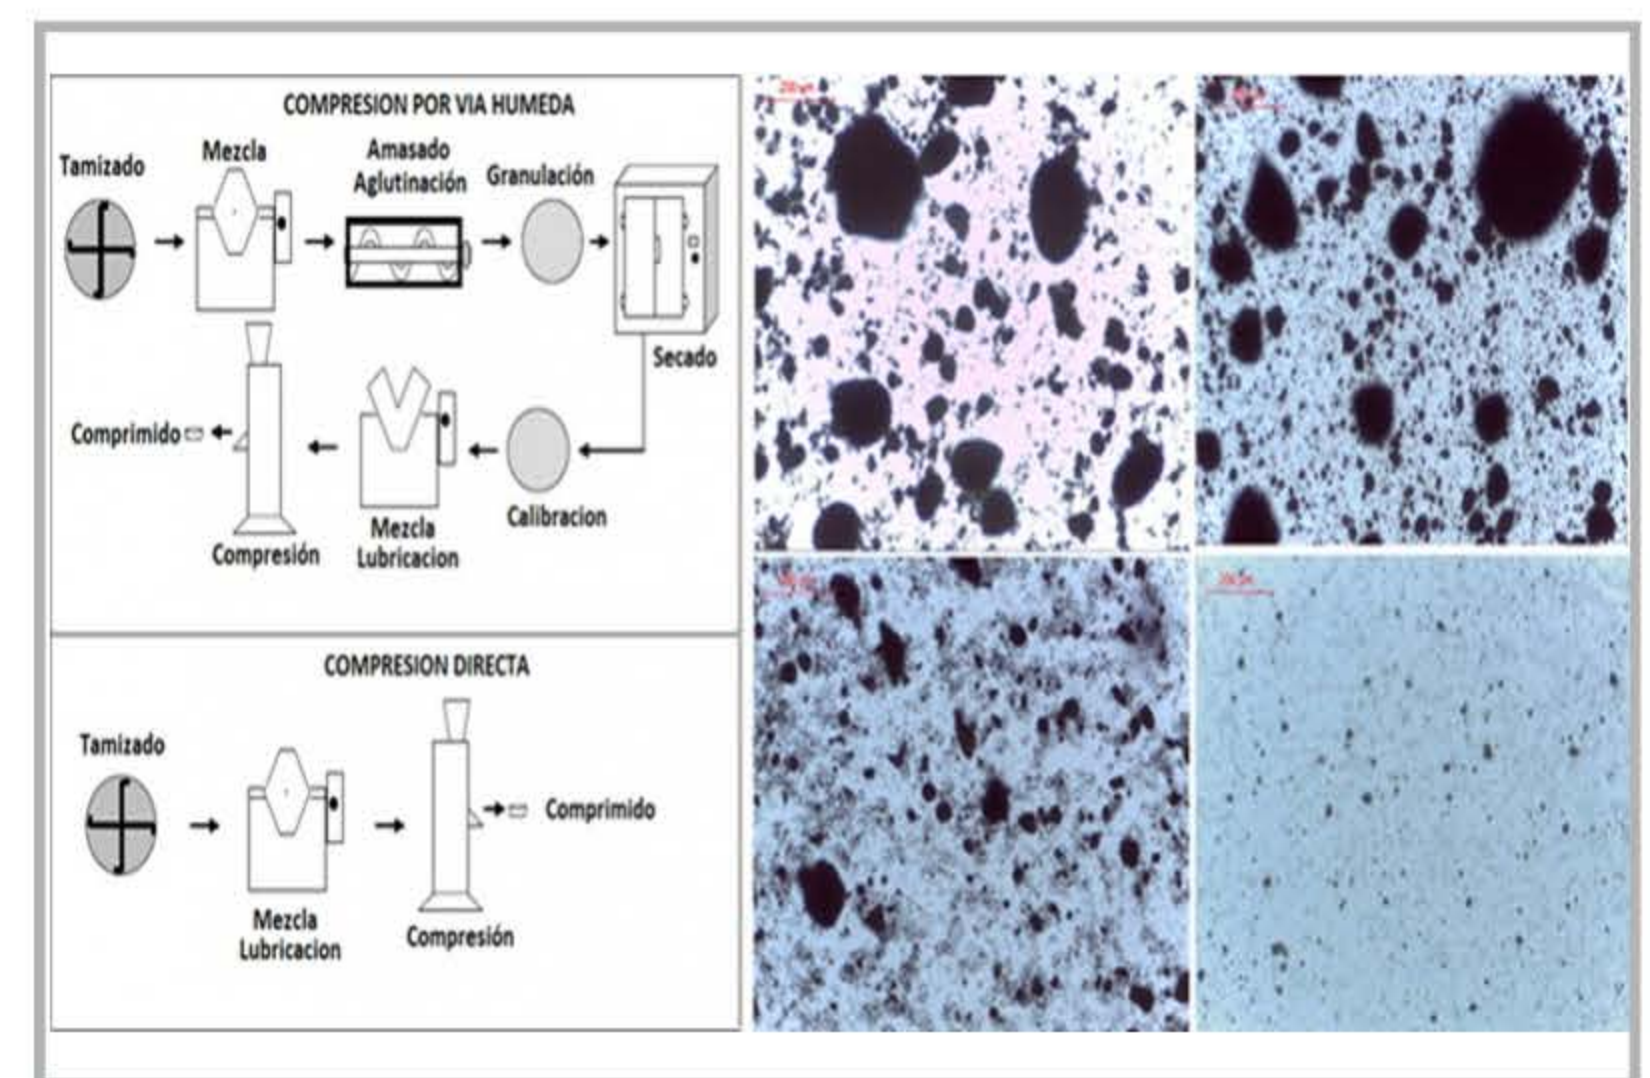 COMPRESION POR VIA HUMEDA
Tamizado
Mezcla
Amasado
Aglutinación
Granulación
Secado
Calibracion
Mezcla
Lubricacion
Compresión
Comprimido
COMPRESION DIRECTA
Tamizado
Mezcla
Lubricacion
Compresión
Comprimido